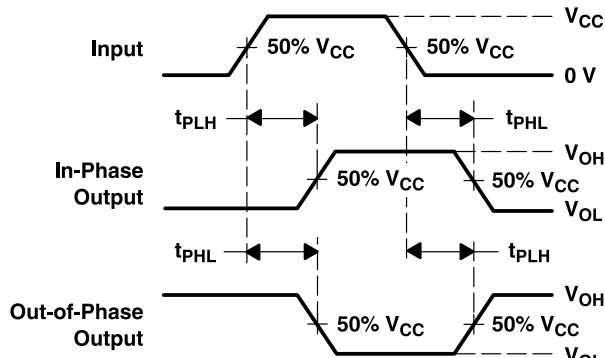 V_CC
Input
50% V_CC
50% V_CC
0 V
t_PLH
t_PHL
V_OH
In-Phase
Output
50% V_CC
50% V_CC
V_OL
t_PHL
t_PLH
V_OH
Out-of-Phase
Output
50% V_CC
50% V_CC
V_OL